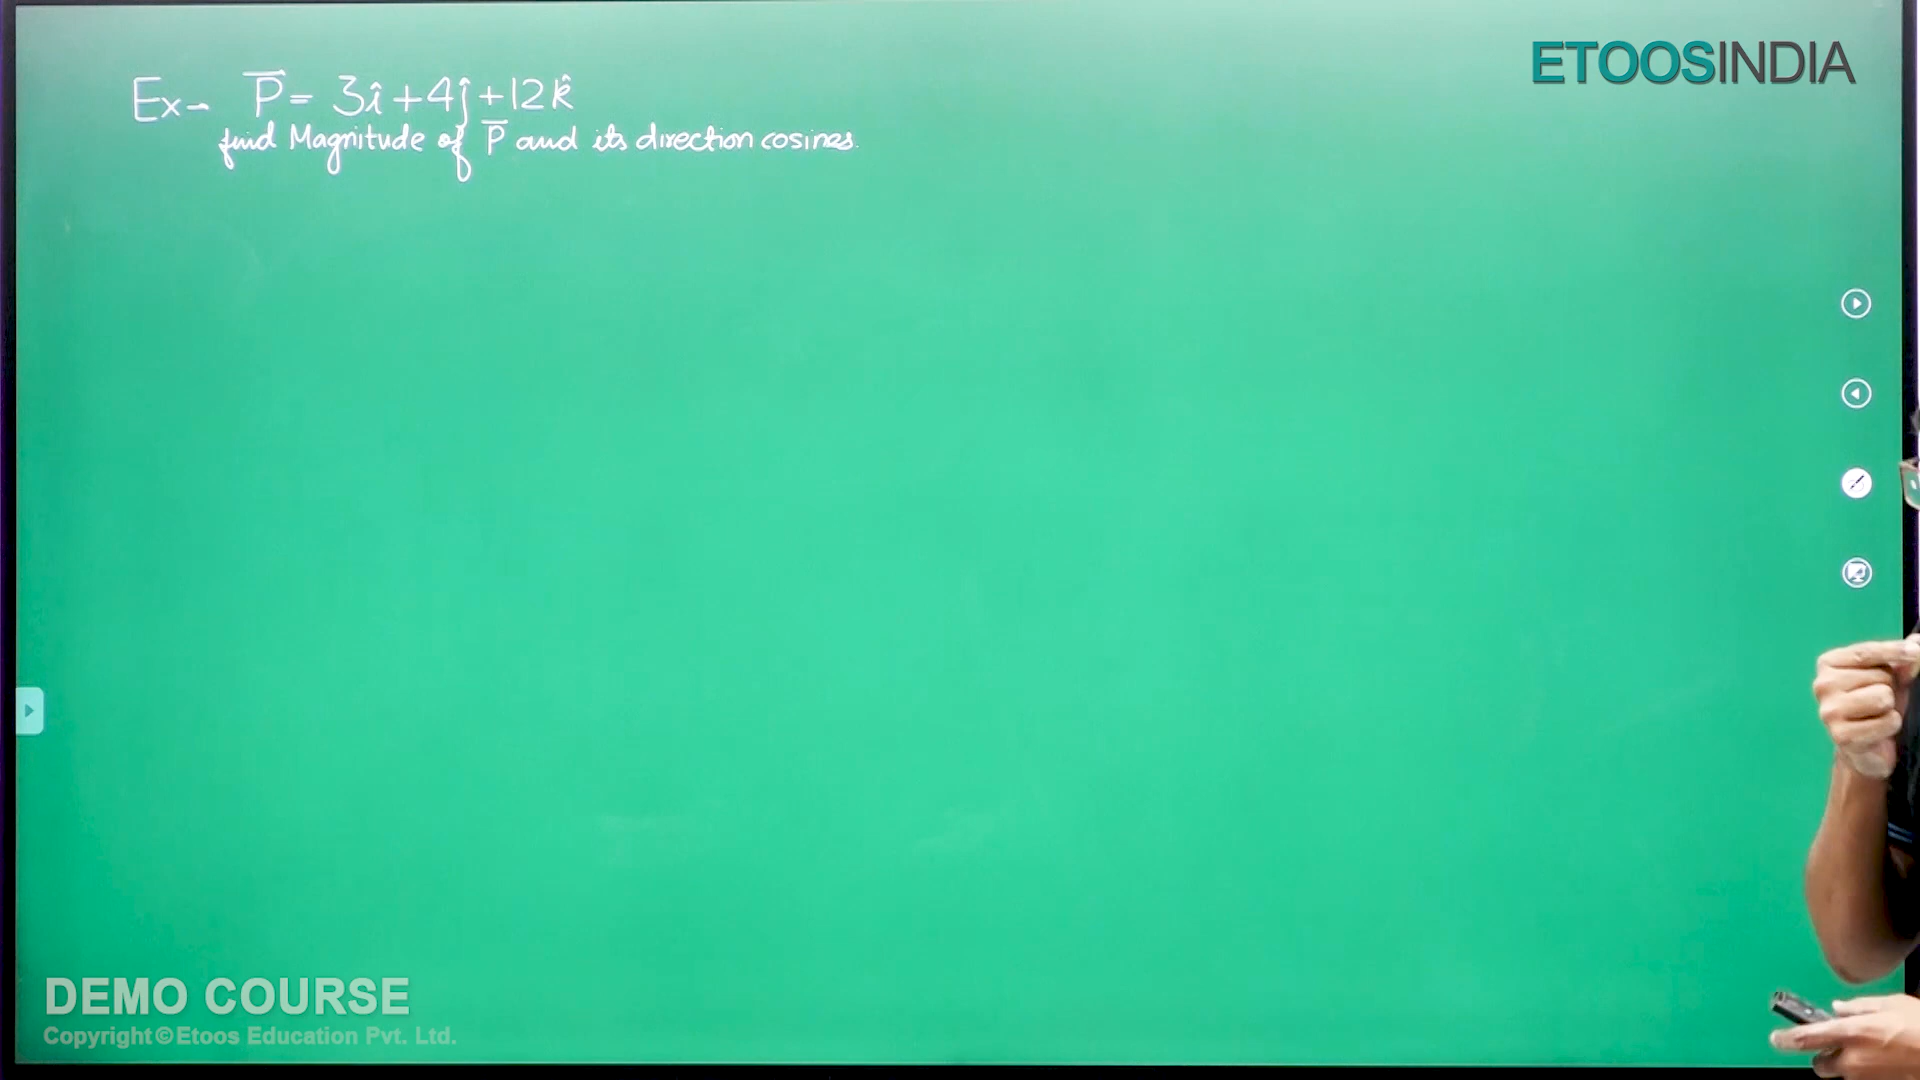 ETOOSINDIA
Ex- P̅ = 3î + 4ĵ + 12k̂
find Magnitude of P̅ and its direction cosines.
DEMO COURSE
Copyright © Etoos Education Pvt. Ltd.